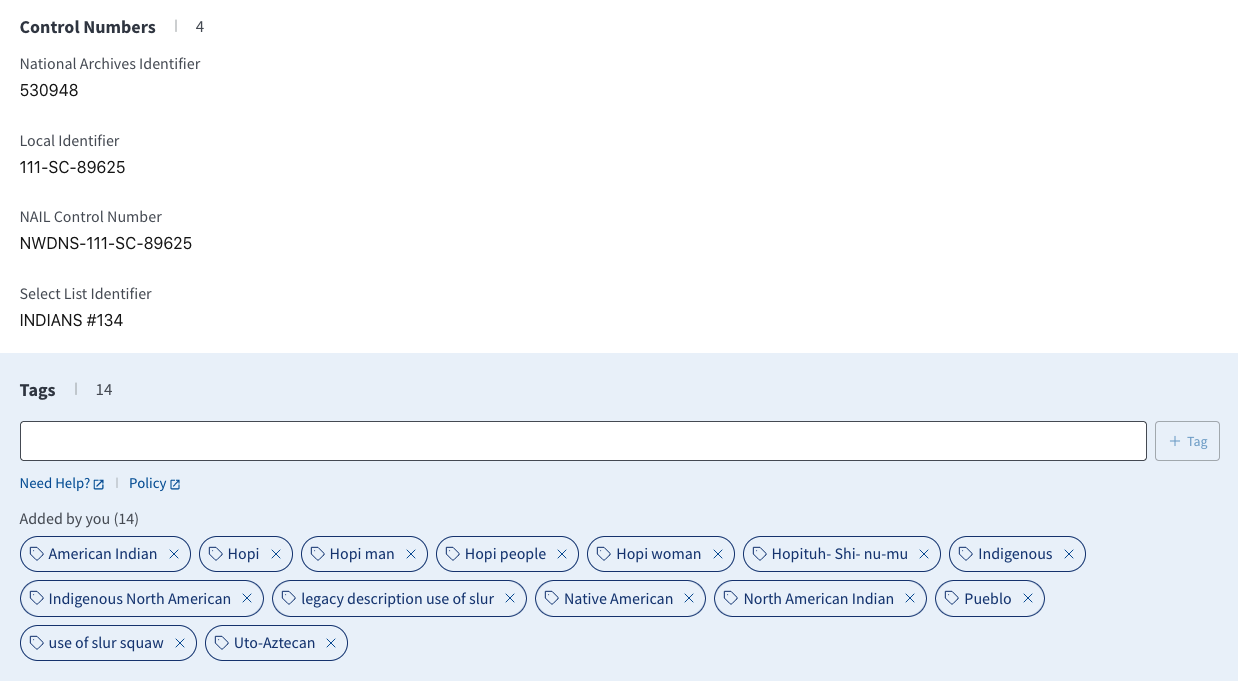 Control Numbers | 4
National Archives Identifier
530948
Local Identifier
111-SC-89625
NAIL Control Number
NWDNS-111-SC-89625
Select List Identifier
INDIANS #134
Tags | 14
+ Tag
Need Help? | Policy
Added by you (14)
American Indian Hopi Hopi man Hopi people Hopi woman Hopituh- Shi- nu-mu Indigenous
Indigenous North American legacy description use of slur Native American North American Indian Pueblo
use of slur squaw Uto-Aztecan